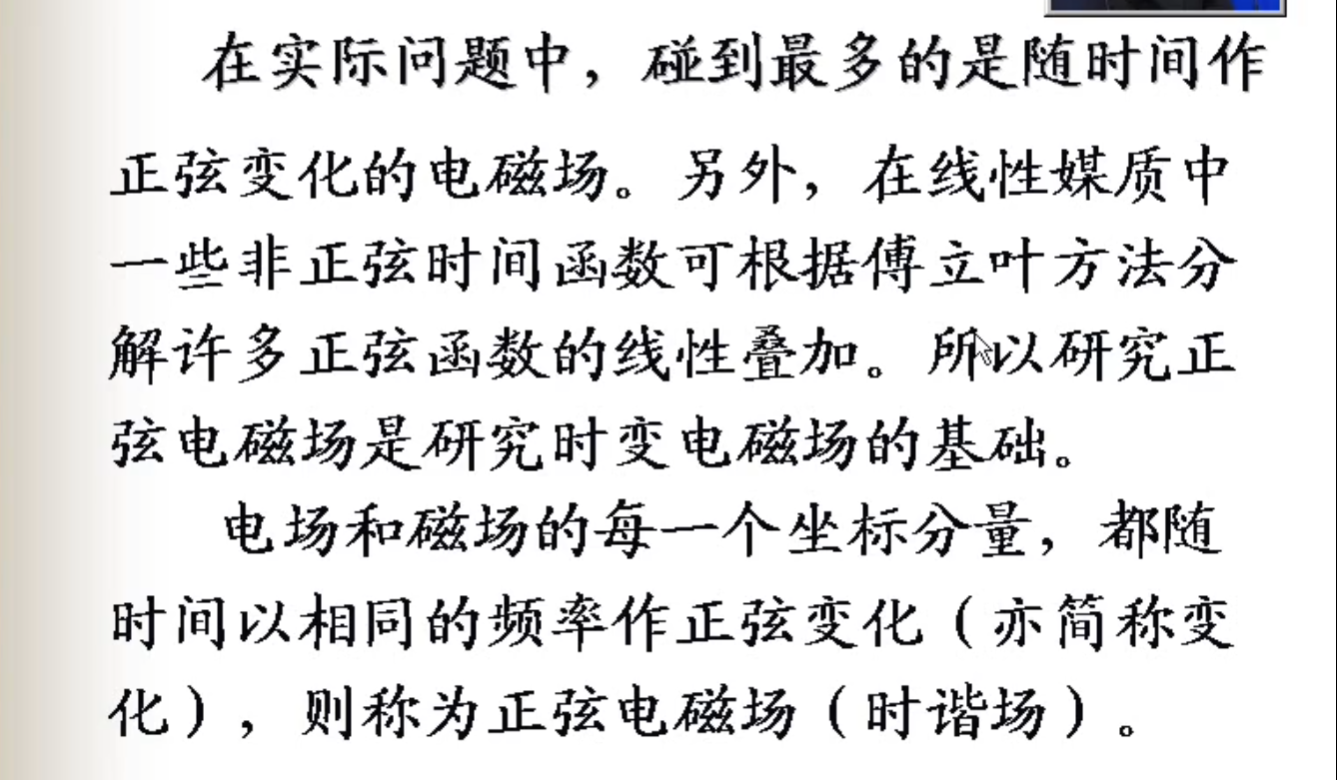 在实际问题中，碰到最多的是随时间作
正弦变化的电磁场。另外，在线性媒质中
一些非正弦时间函数可根据傅立叶方法分
解许多正弦函数的线性叠加。所以研究正
弦电磁场是研究时变电磁场的基础。
电场和磁场的每一个坐标分量，都随
时间以相同的频率作正弦变化（亦简称变
化），则称为正弦电磁场（时谐场）。